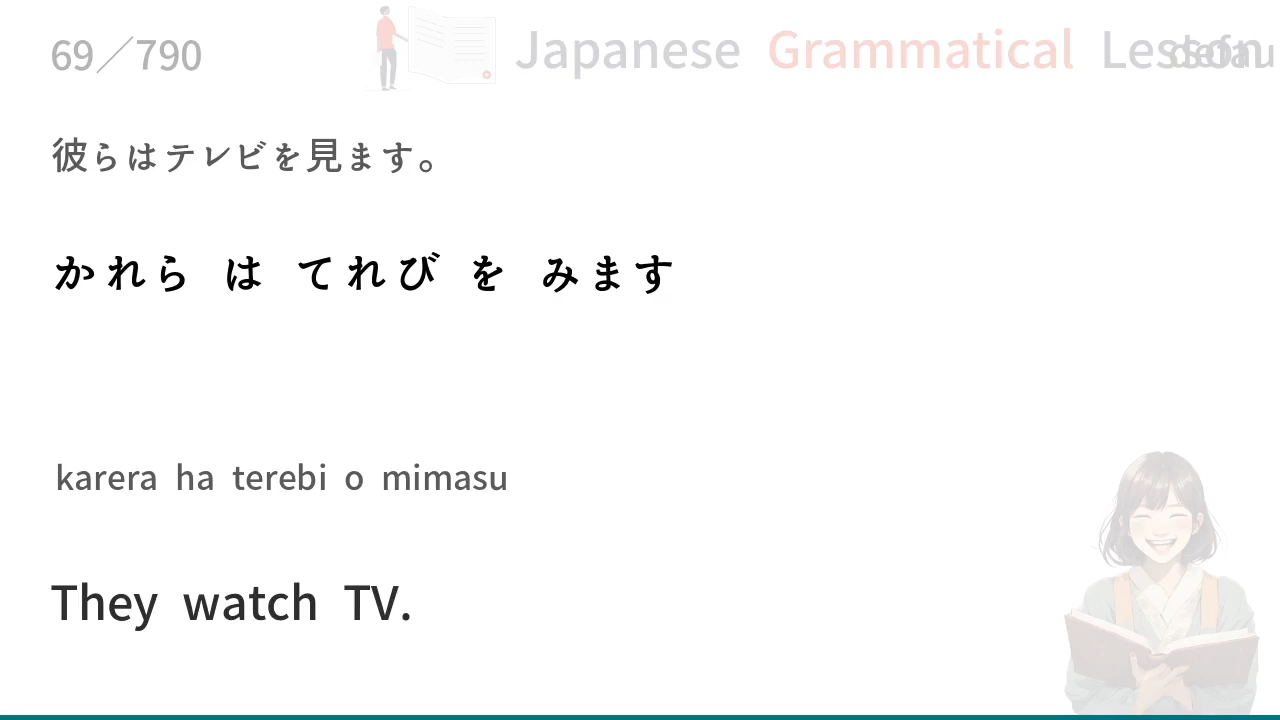 69／790
Japanese Grammatical Lesson
defau
彼らはテレビを見ます。
かれら は てれび を みます
karera ha terebi o mimasu
They watch TV.